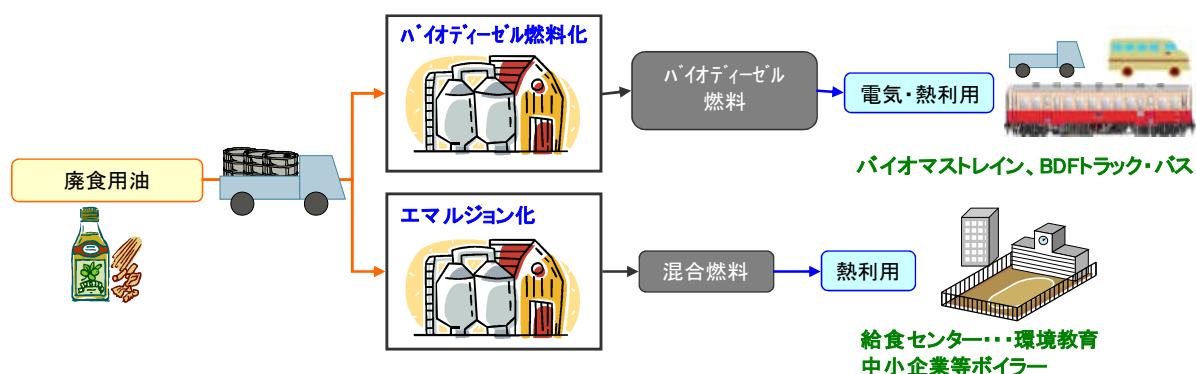 廃食用油
バイオディーゼル燃料化
バイオディーゼル
燃料
電気・熱利用
バイオマストレイン、BDFトラック・バス
エマルジョン化
混合燃料
熱利用
給食センター・・・環境教育
中小企業等ボイラー